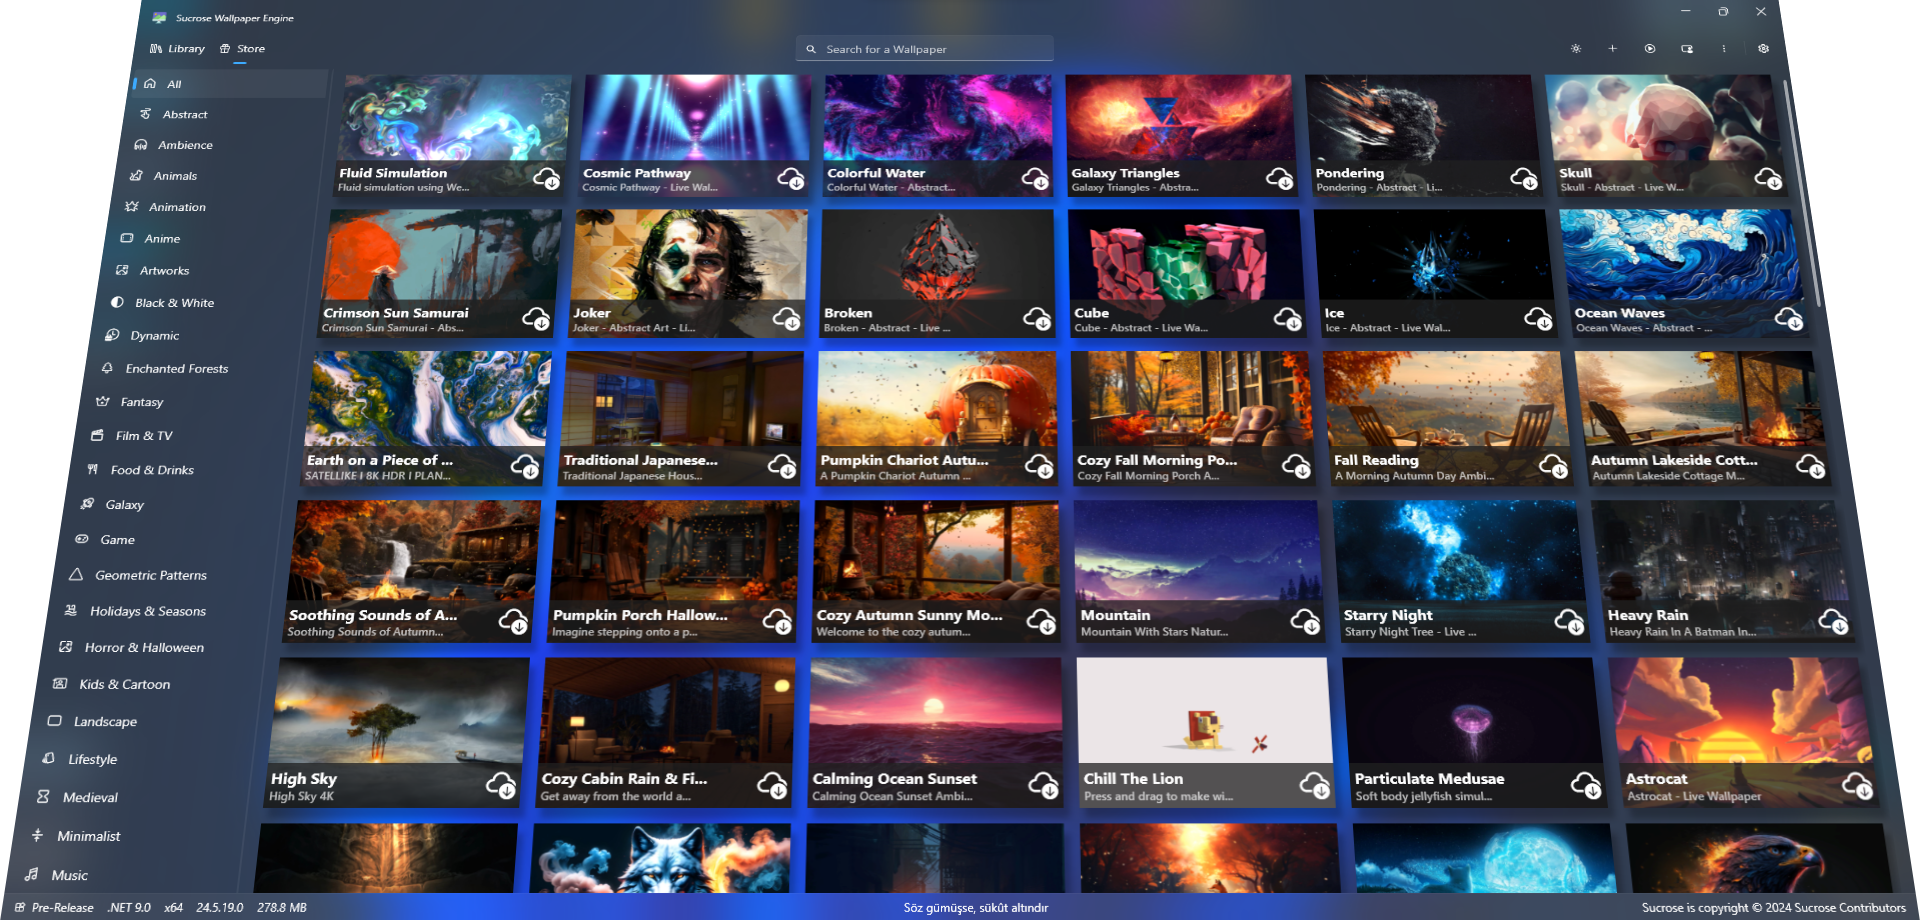 Sucrose Wallpaper Engine
Library
Store
Search for a Wallpaper
All
Abstract
Ambience
Animals
Animation
Anime
Artworks
Black & White
Dynamic
Enchanted Forests
Fantasy
Film & TV
Food & Drinks
Galaxy
Game
Geometric Patterns
Holidays & Seasons
Horror & Halloween
Kids & Cartoon
Landscape
Lifestyle
Medieval
Minimalist
Music
Fluid Simulation
Fluid simulation using We...
Cosmic Pathway
Cosmic Pathway - Live Wal...
Colorful Water
Colorful Water - Abstract...
Galaxy Triangles
Galaxy Triangles - Abstra...
Pondering
Pondering - Abstract - Li...
Skull
Skull - Abstract - Live W...
Crimson Sun Samurai
Crimson Sun Samurai - Abs...
Joker
Joker - Abstract Art - Li...
Broken
Broken - Abstract - Live ...
Cube
Cube - Abstract - Live Wa...
Ice
Ice - Abstract - Live Wal...
Ocean Waves
Ocean Waves - Abstract - ...
Earth on a Piece of ...
SATELLIKE I 8K HDR I PLAN...
Traditional Japanese...
Traditional Japanese Hous...
Pumpkin Chariot Autu...
A Pumpkin Chariot Autumn ...
Cozy Fall Morning Po...
Cozy Fall Morning Porch A...
Fall Reading
A Morning Autumn Day Ambi...
Autumn Lakeside Cott...
Autumn Lakeside Cottage M...
Soothing Sounds of A...
Soothing Sounds of Autumn...
Pumpkin Porch Hallow...
Imagine stepping onto a p...
Cozy Autumn Sunny Mo...
Welcome to the cozy autum...
Mountain
Mountain With Stars Natur...
Starry Night
Starry Night Tree - Live ...
Heavy Rain
Heavy Rain In A Batman In...
High Sky
High Sky 4K
Cozy Cabin Rain & Fi...
Get away from the world a...
Calming Ocean Sunset
Calming Ocean Sunset Ambi...
Chill The Lion
Press and drag to make wi...
Particulate Medusae
Soft body jellyfish simul...
Astrocat
Astrocat - Live Wallpaper
Pre-Release .NET 9.0 x64 24.5.19.0 278.8 MB
Söz gümüşse, sükût altındır
Sucrose is copyright © 2024 Sucrose Contributors